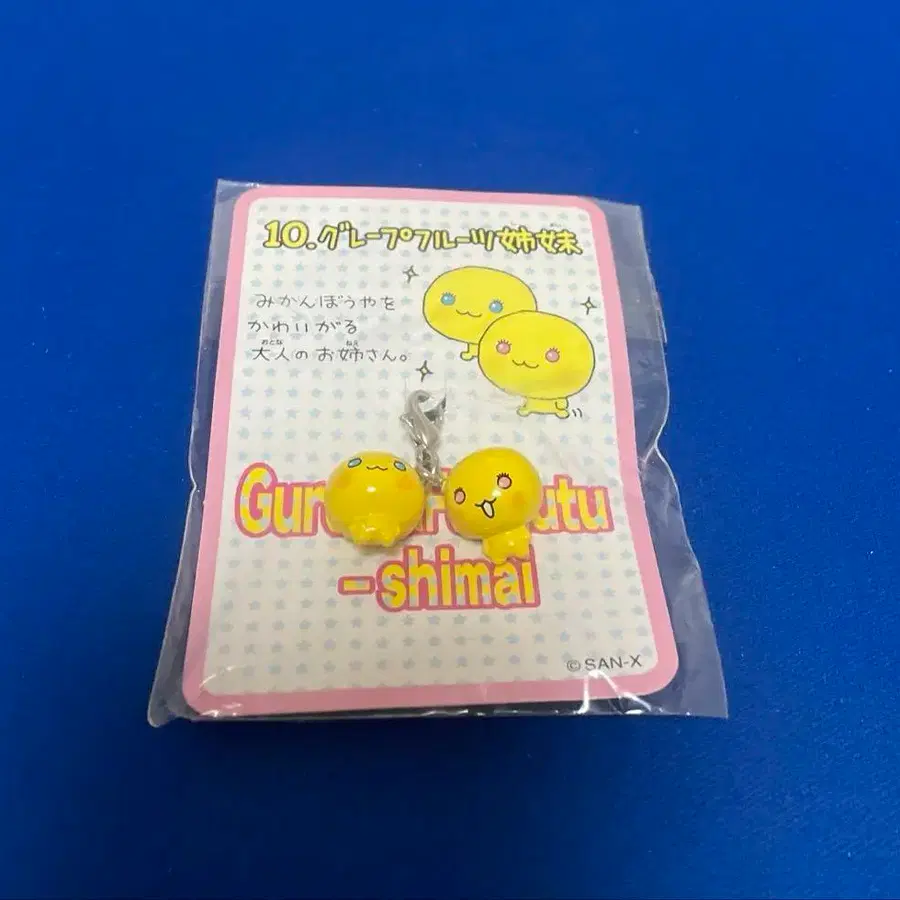 10.グレープフルーツ姉妹
みかんぼうやを
かわいがる
大人のお姉さん。
- shimai
©SAN-X